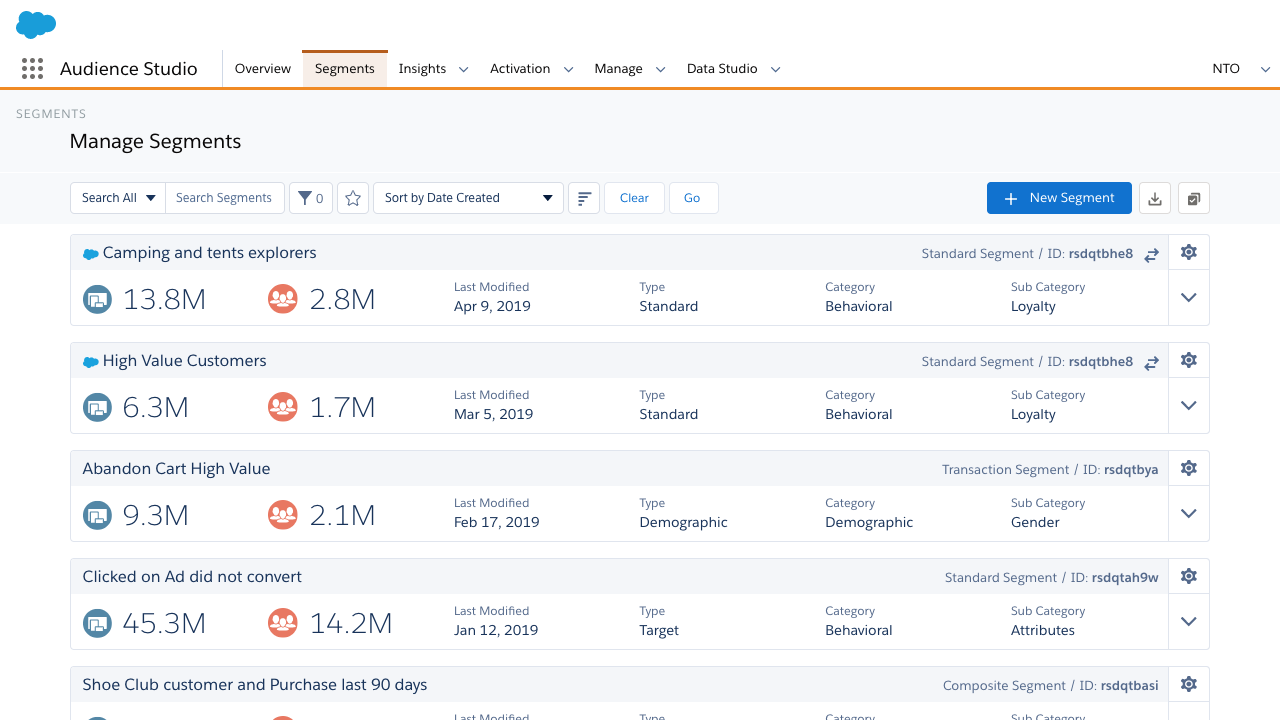 Audience Studio Overview Segments Insights Activation Manage Data Studio NTO
SEGMENTS
Manage Segments
Search All Search Segments 0 Sort by Date Created Clear Go New Segment
Camping and tents explorers Standard Segment / ID: rsdqtbhe8
13.8M 2.8M
Last Modified Type Category Sub Category
Apr 9, 2019 Standard Behavioral Loyalty
High Value Customers Standard Segment / ID: rsdqtbhe8
6.3M 1.7M
Last Modified Type Category Sub Category
Mar 5, 2019 Standard Behavioral Loyalty
Abandon Cart High Value Transaction Segment / ID: rsdqtbya
9.3M 2.1M
Last Modified Type Category Sub Category
Feb 17, 2019 Demographic Demographic Gender
Clicked on Ad did not convert Standard Segment / ID: rsdqtah9w
45.3M 14.2M
Last Modified Type Category Sub Category
Jan 12, 2019 Target Behavioral Attributes
Shoe Club customer and Purchase last 90 days Composite Segment / ID: rsdqtbasi
Last Modified Type Category Sub Category